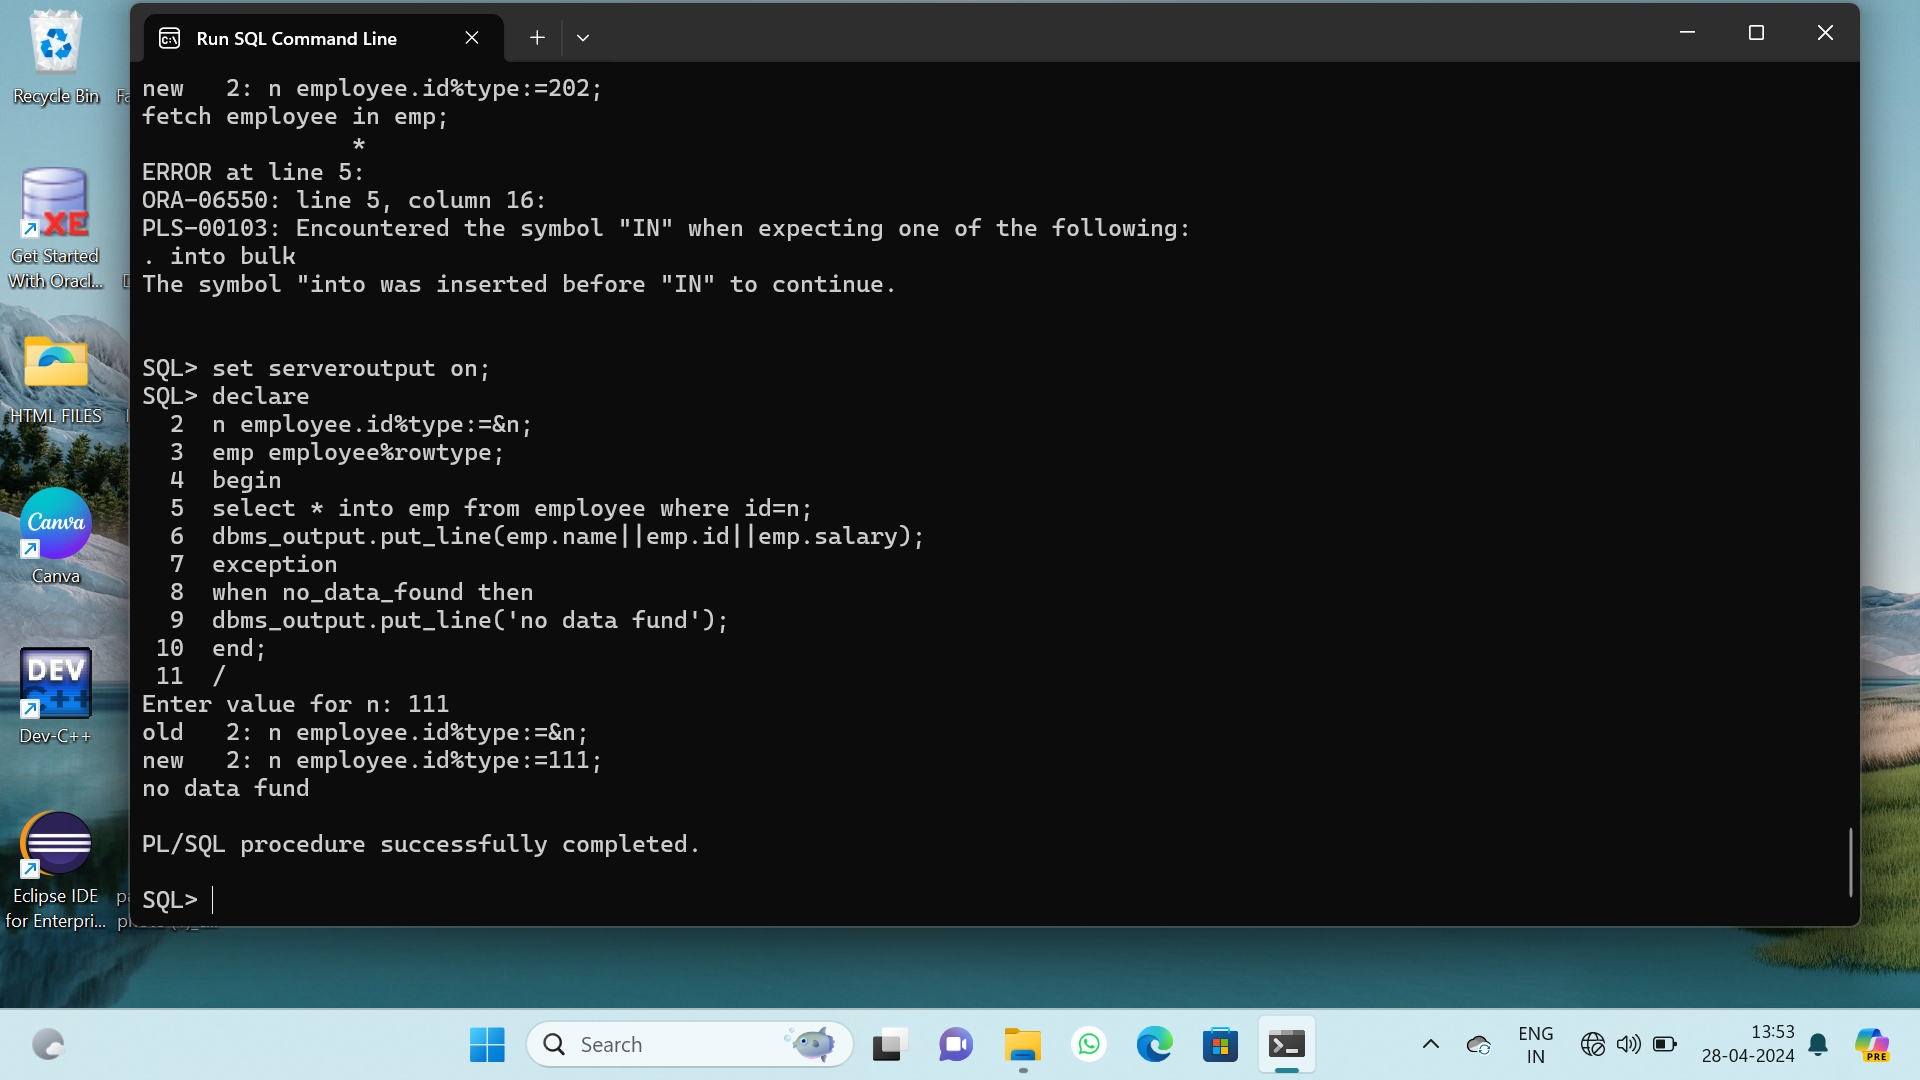 Run SQL Command Line
new   2: n employee.id%type:=202;
fetch employee in emp;
*
ERROR at line 5:
ORA-06550: line 5, column 16:
PLS-00103: Encountered the symbol "IN" when expecting one of the following:
. into bulk
The symbol "into was inserted before "IN" to continue.
SQL> set serveroutput on;
SQL> declare
2  n employee.id%type:=&n;
3  emp employee%rowtype;
4  begin
5  select * into emp from employee where id=n;
6  dbms_output.put_line(emp.name||emp.id||emp.salary);
7  exception
8  when no_data_found then
9  dbms_output.put_line('no data fund');
10  end;
11  /
Enter value for n: 111
old   2: n employee.id%type:=&n;
new   2: n employee.id%type:=111;
no data fund
PL/SQL procedure successfully completed.
SQL>
Recycle Bin
XE
Get Started
With Oracl...
HTML FILES
Canva
Canva
DEV
C++
Dev-C++
Eclipse IDE
for Enterpri...
Search
ENG
IN
13:53
28-04-2024
PRE